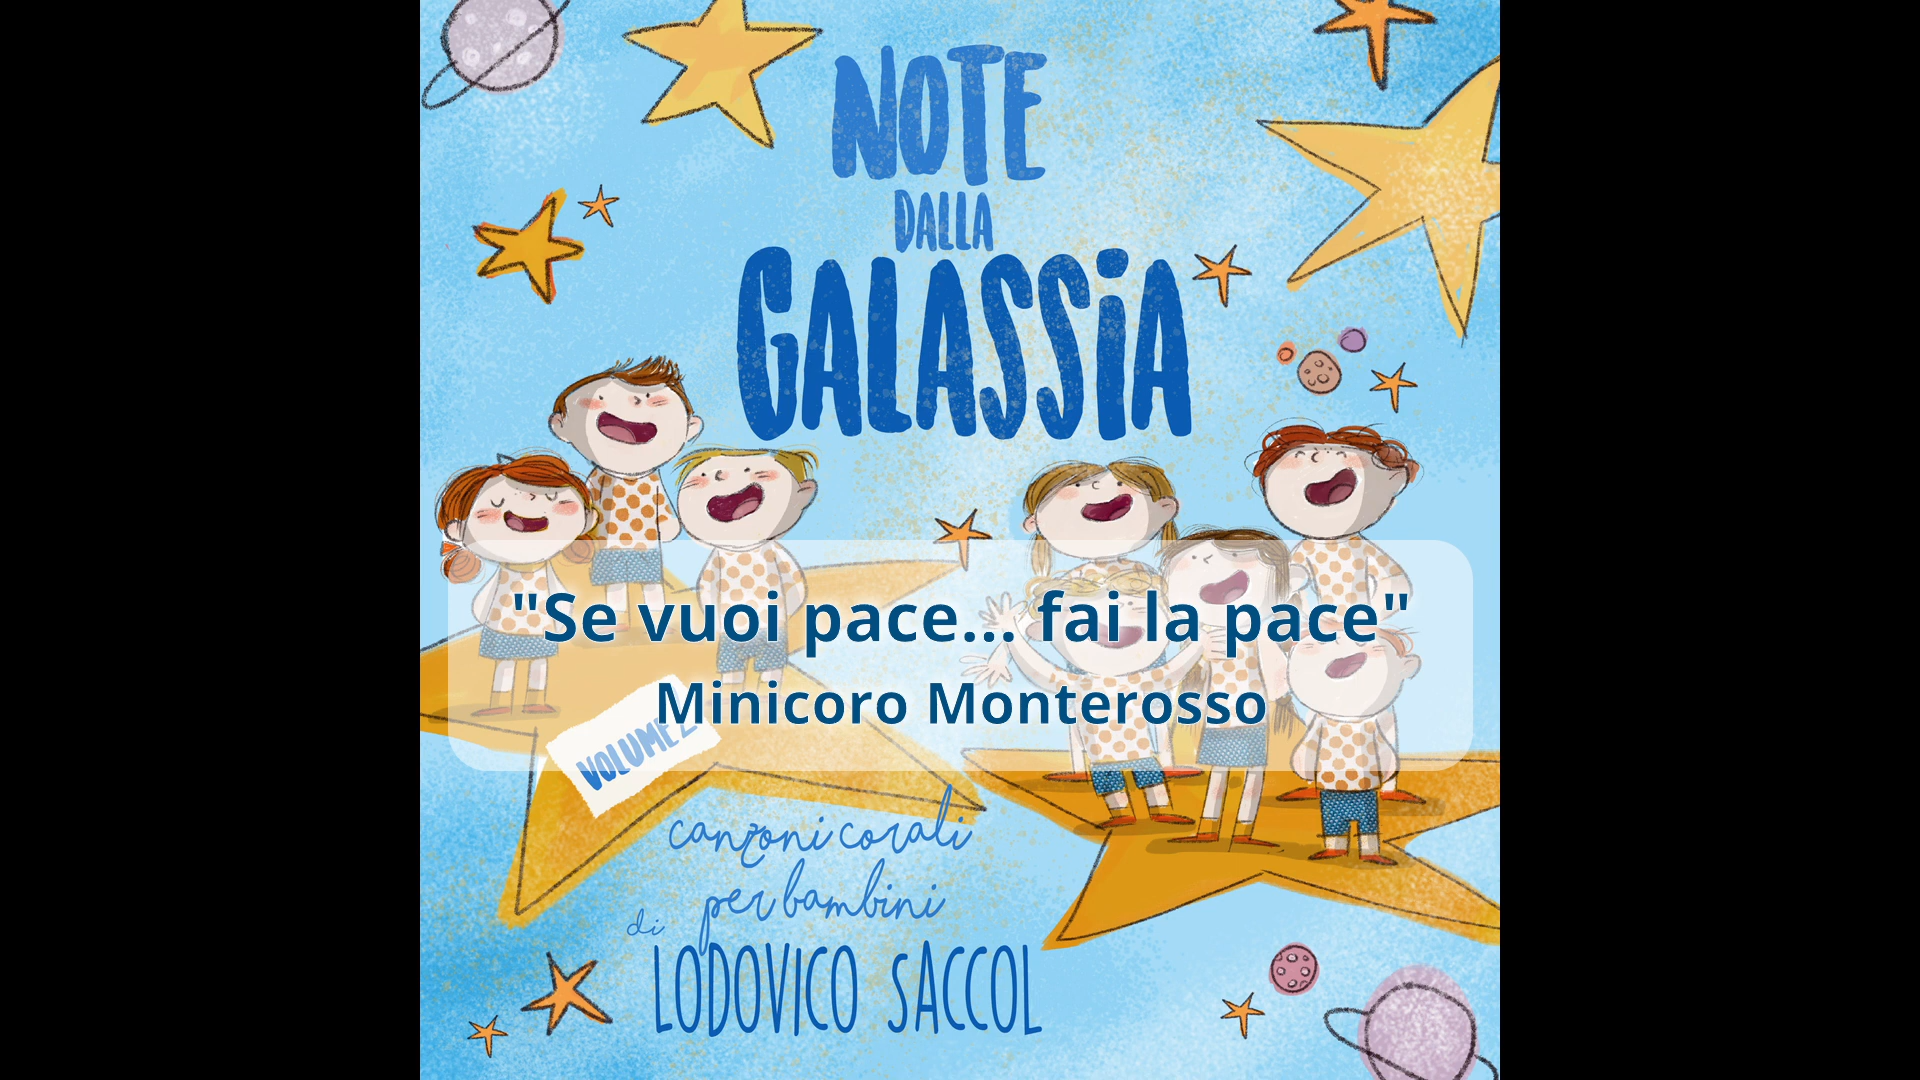 NOTE
DALLA
GALASSIA
"Se vuoi pace... fai la pace"
Minicoro Monterosso
VOLUME 2
canzoni corali
per bambini
di
LODOVICO SACCOL